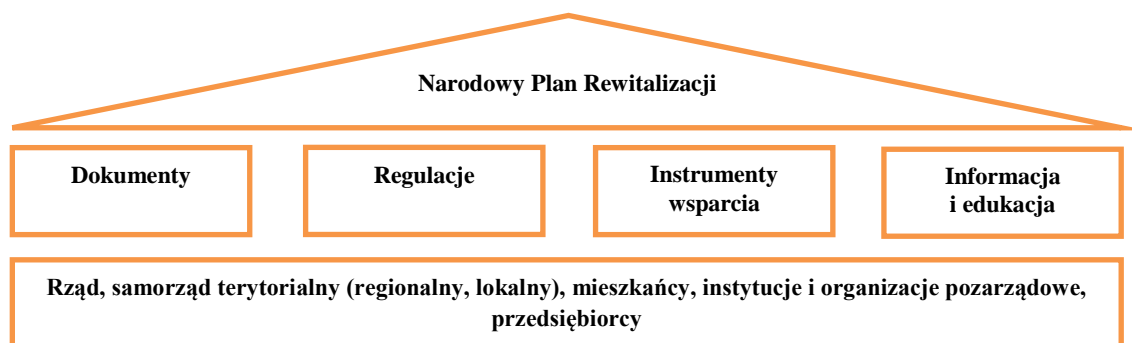 Narodowy Plan Rewitalizacji
Dokumenty
Regulacje
Instrumenty
wsparcia
Informacja
i edukacja
Rząd, samorząd terytorialny (regionalny, lokalny), mieszkańcy, instytucje i organizacje pozarządowe,
przedsiębiorcy